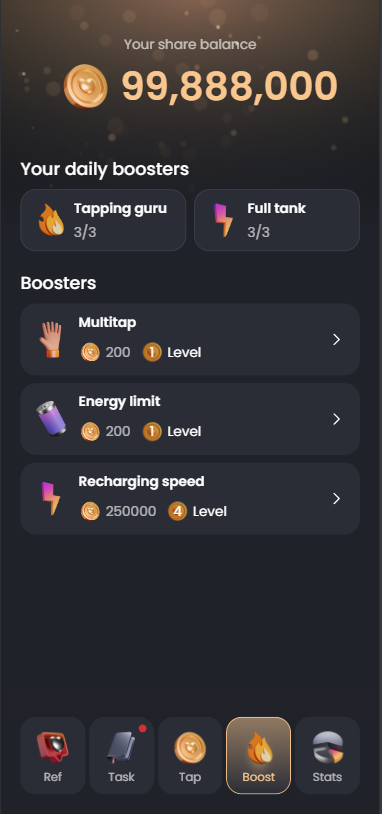 Your share balance
99,888,000
Your daily boosters
Tapping guru
3/3
Full tank
3/3
Boosters
Multitap
200 1 Level
Energy limit
200 1 Level
Recharging speed
250000 4 Level
Ref Task Tap Boost Stats